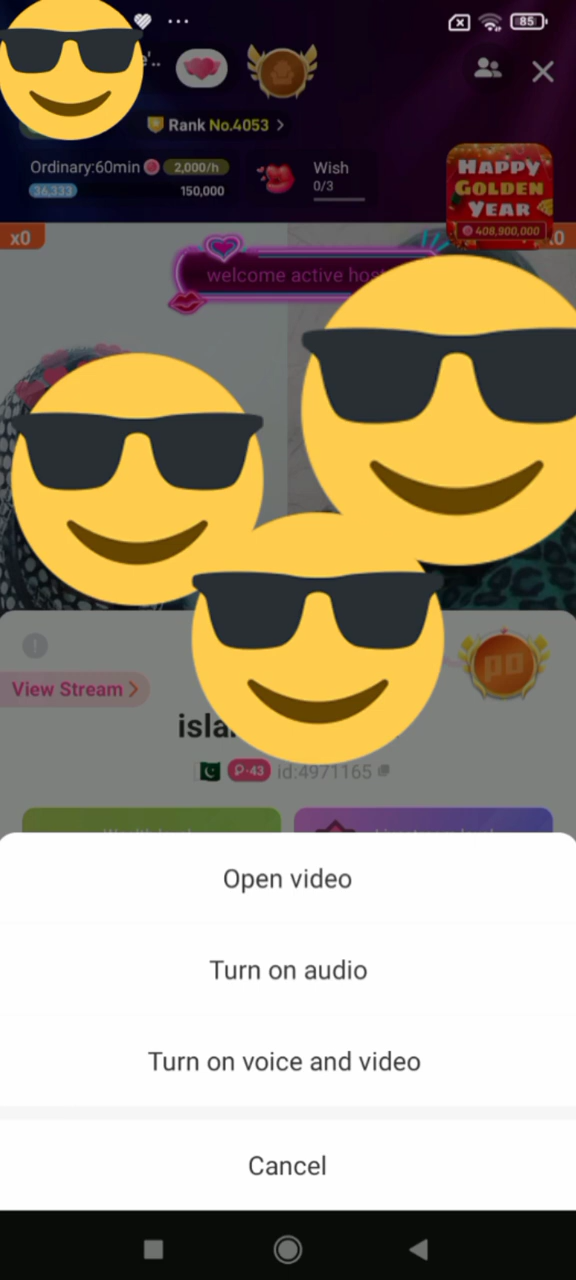 85
e'..
Rank No.4053 >
Ordinary:60min 2,000/h
36,333 150,000
Wish
0/3
HAPPY
GOLDEN
YEAR
408,900,000
x0
welcome active
View Stream >
P·43 id:4971165
Open video
Turn on audio
Turn on voice and video
Cancel